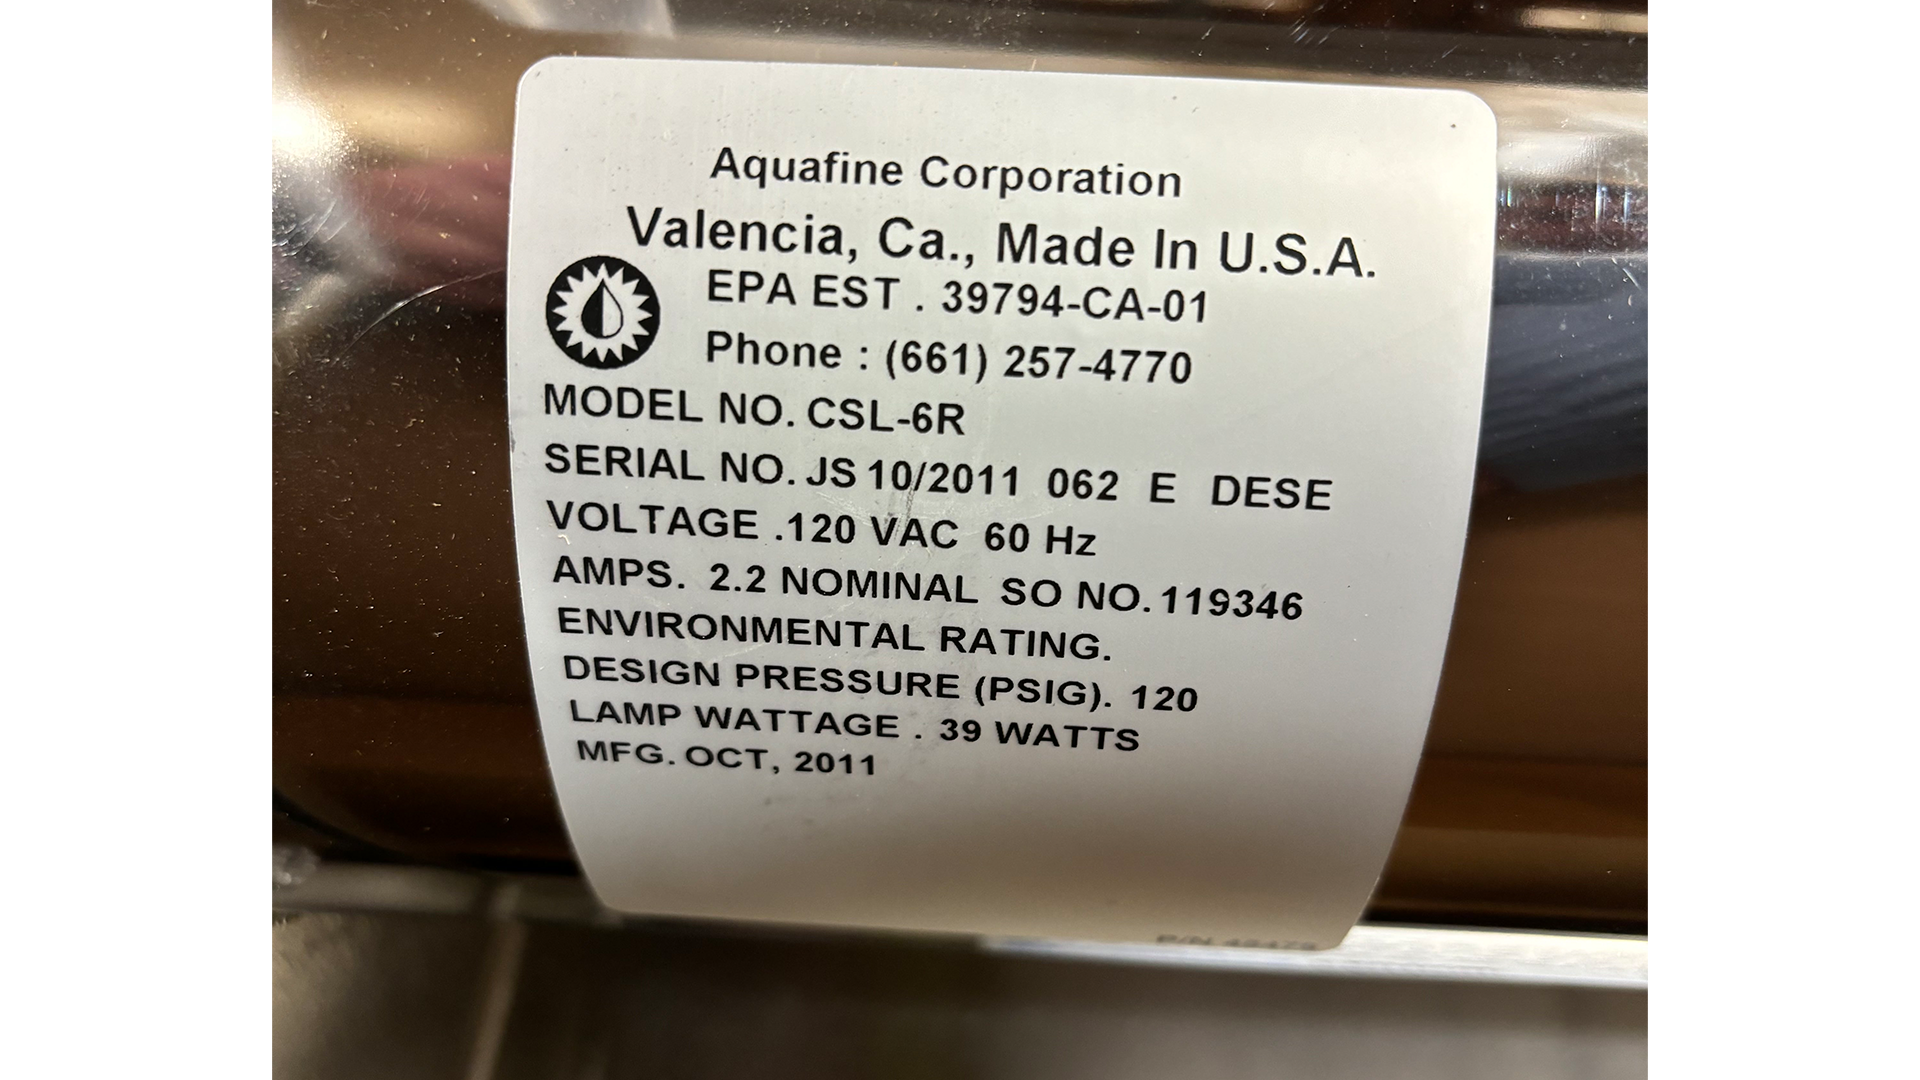 Aquafine Corporation
Valencia, Ca., Made In U.S.A.
EPA EST . 39794-CA-01
Phone : (661) 257-4770
MODEL NO. CSL-6R
SERIAL NO. JS 10/2011 062 E DESE
VOLTAGE .120 VAC 60 Hz
AMPS. 2.2 NOMINAL SO NO. 119346
ENVIRONMENTAL RATING.
DESIGN PRESSURE (PSIG). 120
LAMP WATTAGE . 39 WATTS
MFG. OCT, 2011
P/N